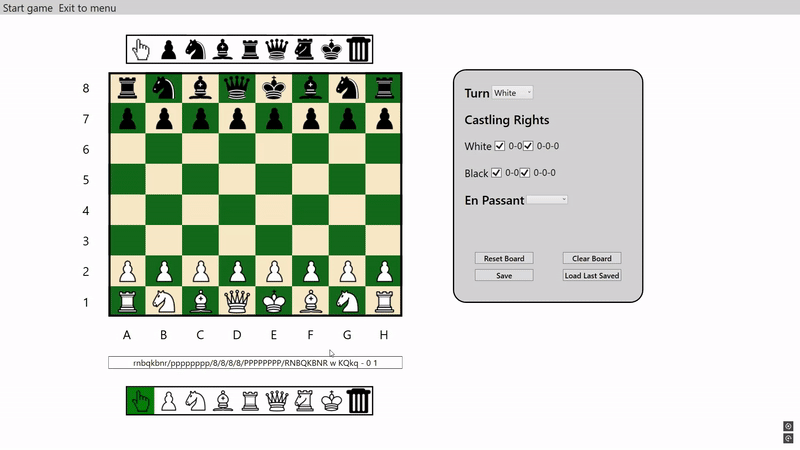 Start game Exit to menu
8
7
6
5
4
3
2
1
A B C D E F G H
rnbqkbnr/pppppppp/8/8/8/8/PPPPPPPP/RNBQKBNR w KQkq - 0 1
Turn White
Castling Rights
White 0-0 0-0-0
Black 0-0 0-0-0
En Passant
Reset Board Clear Board
Save Load Last Saved